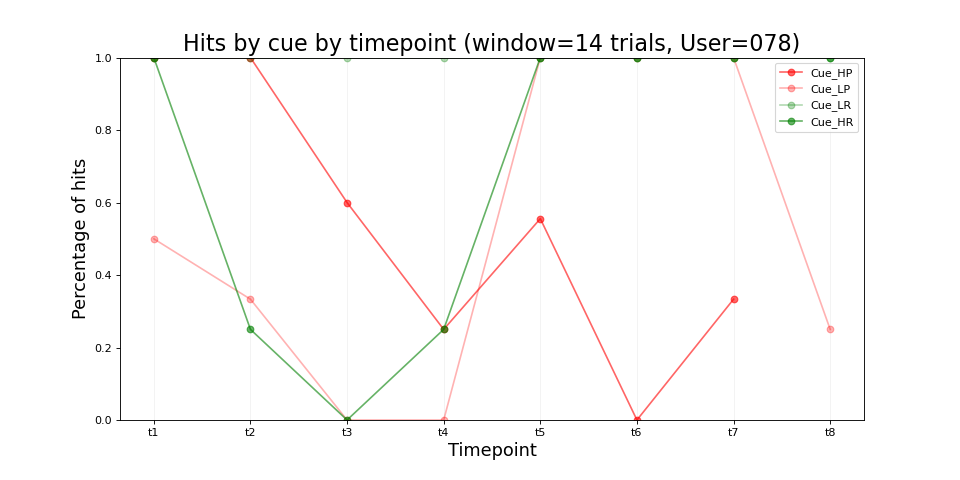 Hits by cue by timepoint (window=14 trials, User=078)
Percentage of hits
1.0
0.8
0.6
0.4
0.2
0.0
Cue_HP
Cue_LP
Cue_LR
Cue_HR
t1 t2 t3 t4 t5 t6 t7 t8
Timepoint